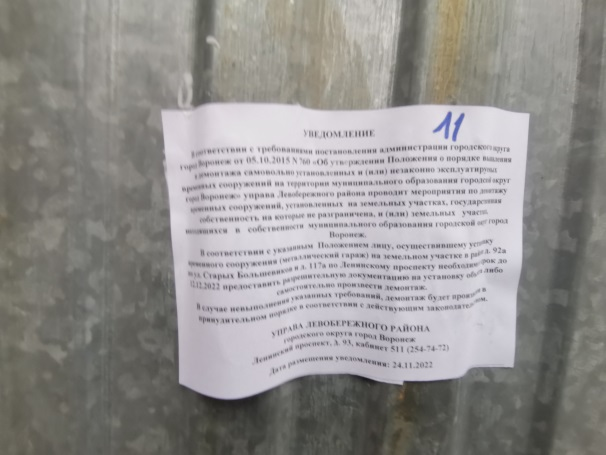 11
УВЕДОМЛЕНИЕ
В соответствии с требованиями постановления администрации городского округа
город Воронеж от 05.10.2015 N 760 «Об утверждении Положения о порядке выявления
и демонтажа самовольно установленных и (или) незаконно эксплуатируемых
временных сооружений на территории муниципального образования городской округ
город Воронеж» управа Левобережного района проводит мероприятия по демонтажу
временных сооружений, установленных на земельных участках, государственная
собственность на которые не разграничена, и (или) земельных участках,
находящихся в собственности муниципального образования городской округ город
Воронеж.
В соответствии с указанным Положением лицу, осуществившему установку
временного сооружения (металлический гараж) на земельном участке в районе д. 92а
по ул. Старых Большевиков и д. 117а по Ленинскому проспекту необходимо в срок до
12.12.2022 предоставить разрешительную документацию на установку объекта либо
самостоятельно произвести демонтаж.
В случае невыполнения указанных требований, демонтаж будет произведен в
принудительном порядке в соответствии с действующим законодательством.
УПРАВА ЛЕВОБЕРЕЖНОГО РАЙОНА
городского округа город Воронеж
Ленинский проспект, д. 93, кабинет 511 (254-74-72)
Дата размещения уведомления: 24.11.2022